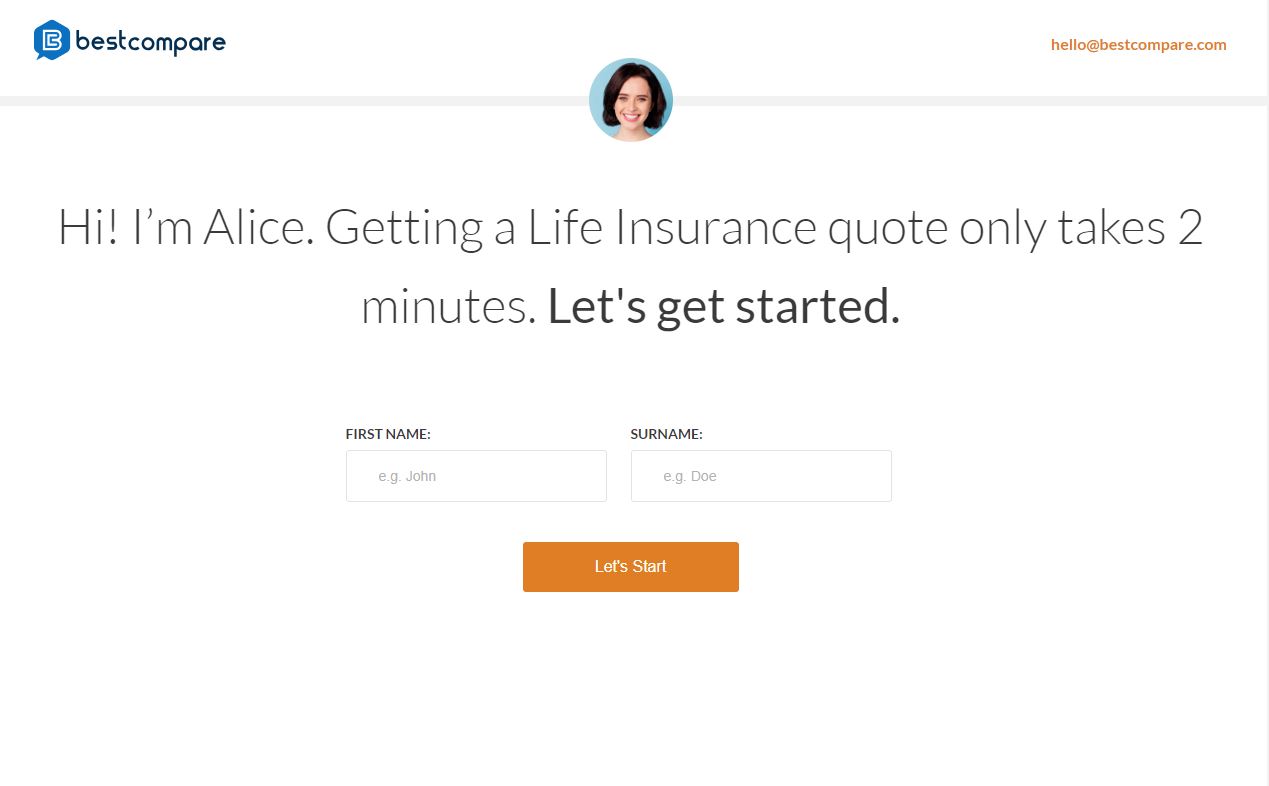 bestcompare
hello@bestcompare.com
Hi! I’m Alice. Getting a Life Insurance quote only takes 2
minutes. Let's get started.
FIRST NAME: SURNAME:
e.g. John e.g. Doe
Let's Start